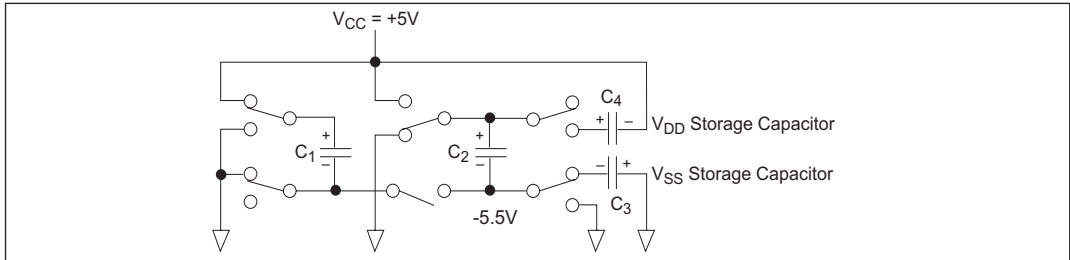 V_CC = +5V
C_4
+ –
V_DD Storage Capacitor
+
C_1
–
+
C_2
–
– +
V_SS Storage Capacitor
C_3
-5.5V